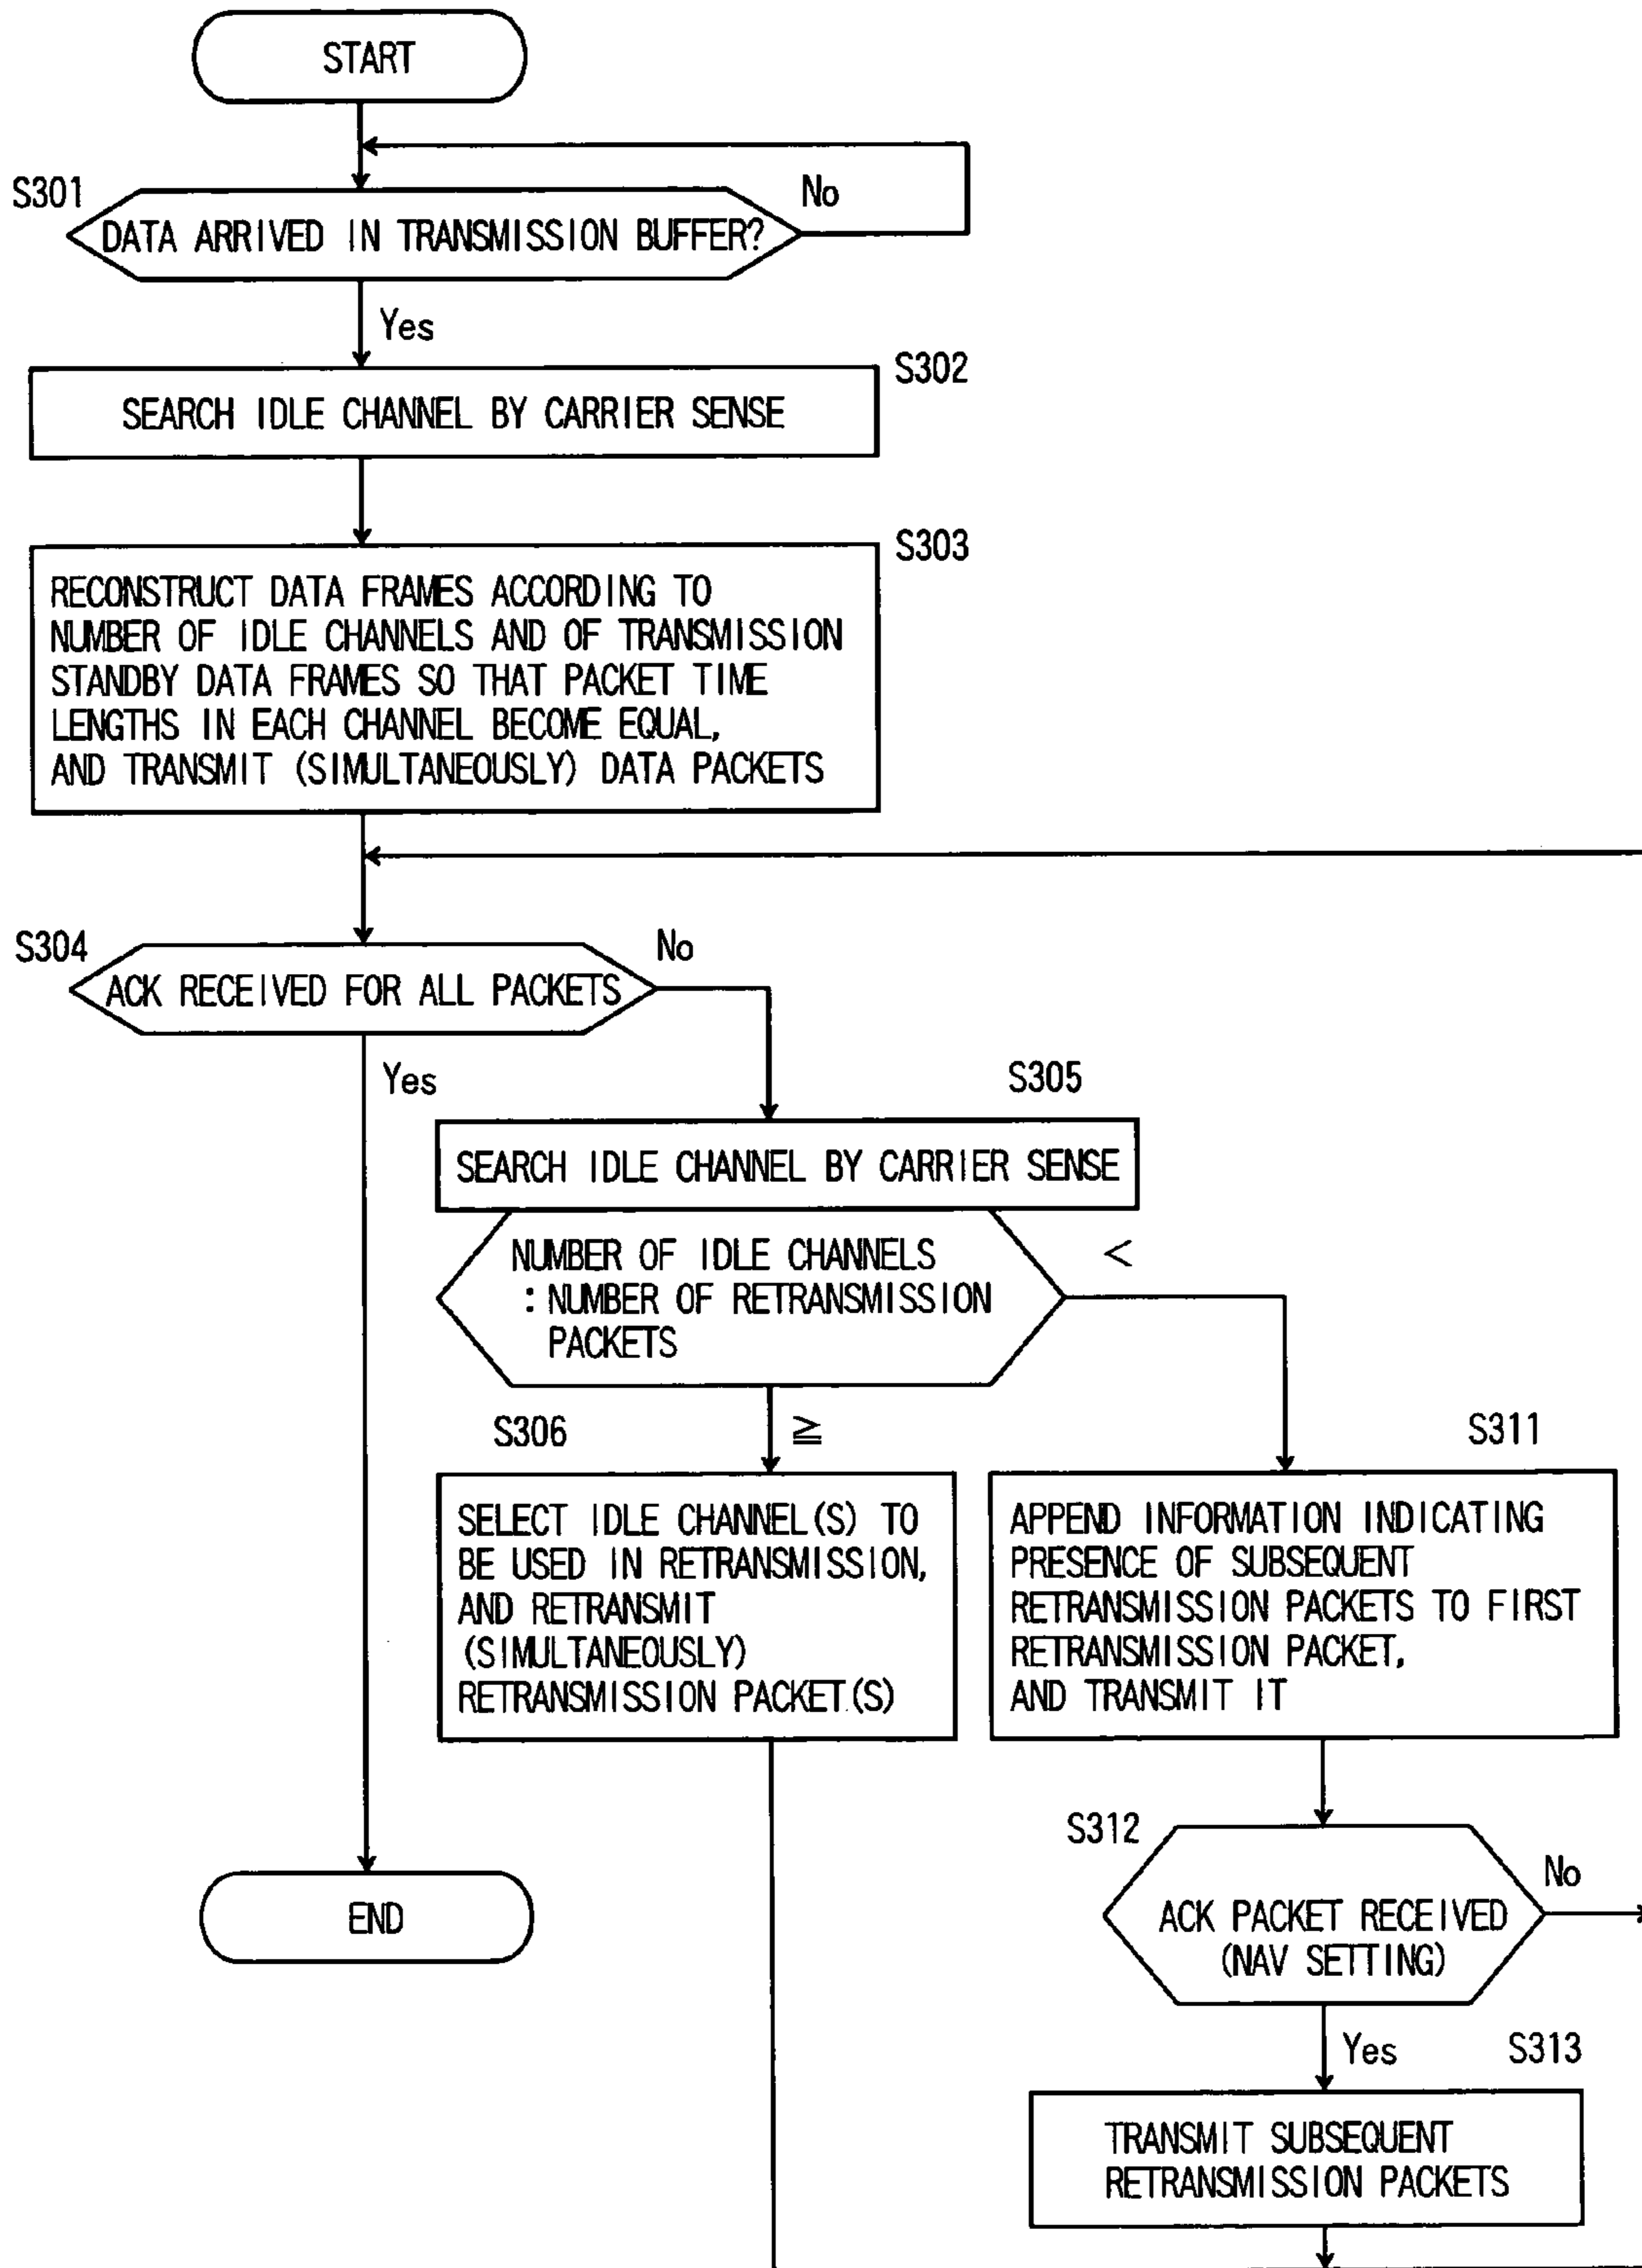 START
S301
No
DATA ARRIVED IN TRANSMISSION BUFFER?
Yes
S302
SEARCH IDLE CHANNEL BY CARRIER SENSE
S303
RECONSTRUCT DATA FRAMES ACCORDING TO
NUMBER OF IDLE CHANNELS AND OF TRANSMISSION
STANDBY DATA FRAMES SO THAT PACKET TIME
LENGTHS IN EACH CHANNEL BECOME EQUAL,
AND TRANSMIT (SIMULTANEOUSLY) DATA PACKETS
S304
No
ACK RECEIVED FOR ALL PACKETS
Yes
S305
SEARCH IDLE CHANNEL BY CARRIER SENSE
NUMBER OF IDLE CHANNELS
: NUMBER OF RETRANSMISSION
PACKETS
<
≧
S306
SELECT IDLE CHANNEL(S) TO
BE USED IN RETRANSMISSION,
AND RETRANSMIT
(SIMULTANEOUSLY)
RETRANSMISSION PACKET(S)
S311
APPEND INFORMATION INDICATING
PRESENCE OF SUBSEQUENT
RETRANSMISSION PACKETS TO FIRST
RETRANSMISSION PACKET,
AND TRANSMIT IT
S312
No
ACK PACKET RECEIVED
(NAV SETTING)
END
Yes
S313
TRANSMIT SUBSEQUENT
RETRANSMISSION PACKETS